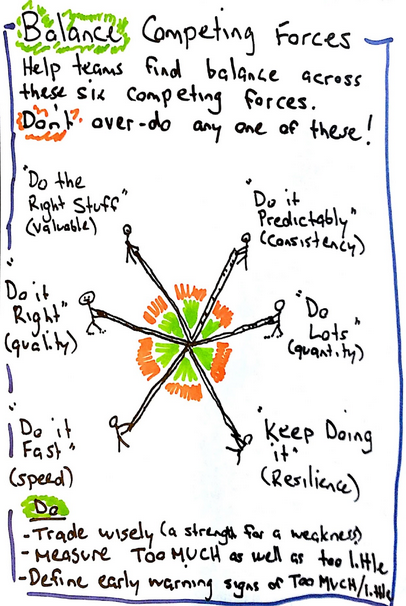 Balance Competing Forces
Help teams find balance across
these six competing forces.
Don't over-do any one of these!
"Do the
Right Stuff"
(valuable)
"Do it
Predictably"
(consistency)
"Do it
Right"
(quality)
"Do
Lots"
(quantity)
"Do it
Fast"
(speed)
"Keep Doing
it"
(Resilience)
Do
- Trade wisely (a strength for a weakness)
- MEASURE TOO MUCH as well as too little
- Define early warning signs of TOO MUCH/little